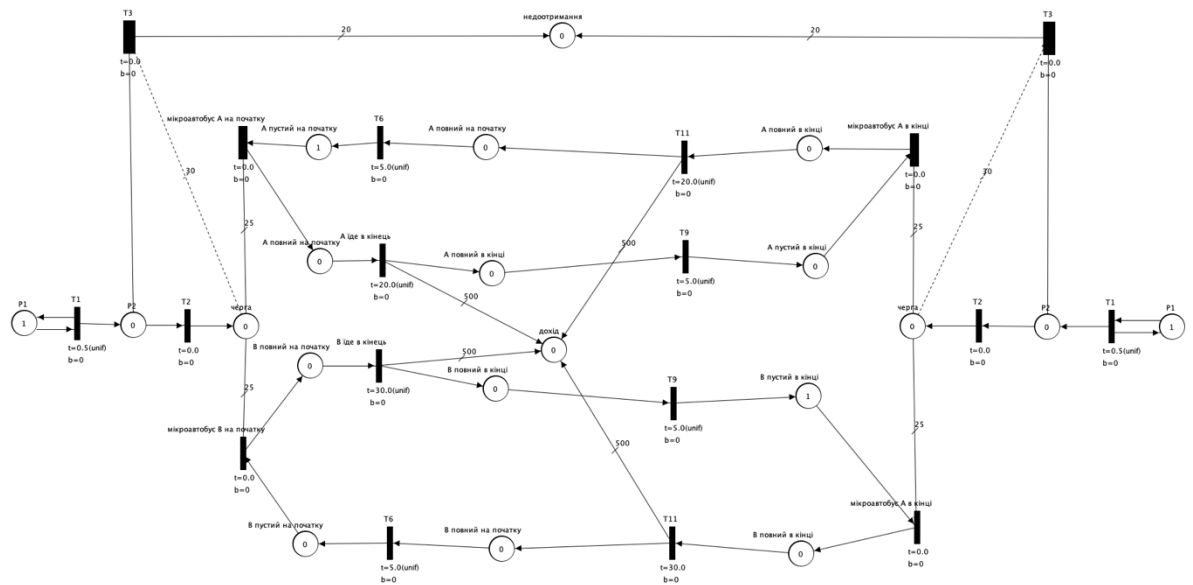 недоотримання
T3
T3
20
20
0
t=0.0
b=0
t=0.0
b=0
мікроавтобус А на початку
А пустий на початку
T6
А повний на початку
T11
А повний в кінці
мікроавтобус А в кінці
1
0
0
t=5.0(unif)
b=0
t=20.0(unif)
b=0
t=0.0
b=0
t=0.0
b=0
30
30
25
25
500
А повний на початку
А їде в кінець
А повний в кінці
T9
А пустий в кінці
0
0
0
t=20.0(unif)
b=0
t=5.0(unif)
b=0
500
P1
T1
P2
T2
черга
дохід
черга
T2
P2
T1
P1
1
0
0
0
0
0
1
t=0.5(unif)
b=0
t=0.0
b=0
t=0.0
b=0
t=0.5(unif)
b=0
В повний на початку
В їде в кінець
500
В повний в кінці
T9
В пустий в кінці
0
0
1
t=30.0(unif)
b=0
t=5.0(unif)
b=0
25
25
500
мікроавтобус В на початку
t=0.0
b=0
В пустий на початку
T6
В повний на початку
T11
В повний в кінці
мікроавтобус А в кінці
0
0
0
t=5.0(unif)
b=0
t=30.0
b=0
t=0.0
b=0